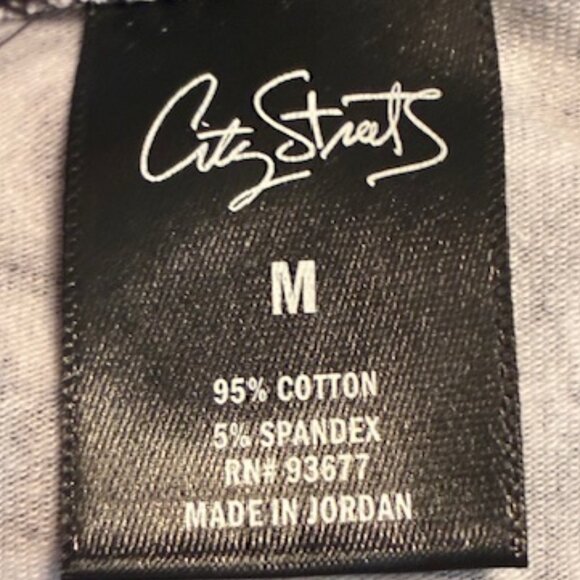 City Streets
M
95% COTTON
5% SPANDEX
RN# 93677
MADE IN JORDAN